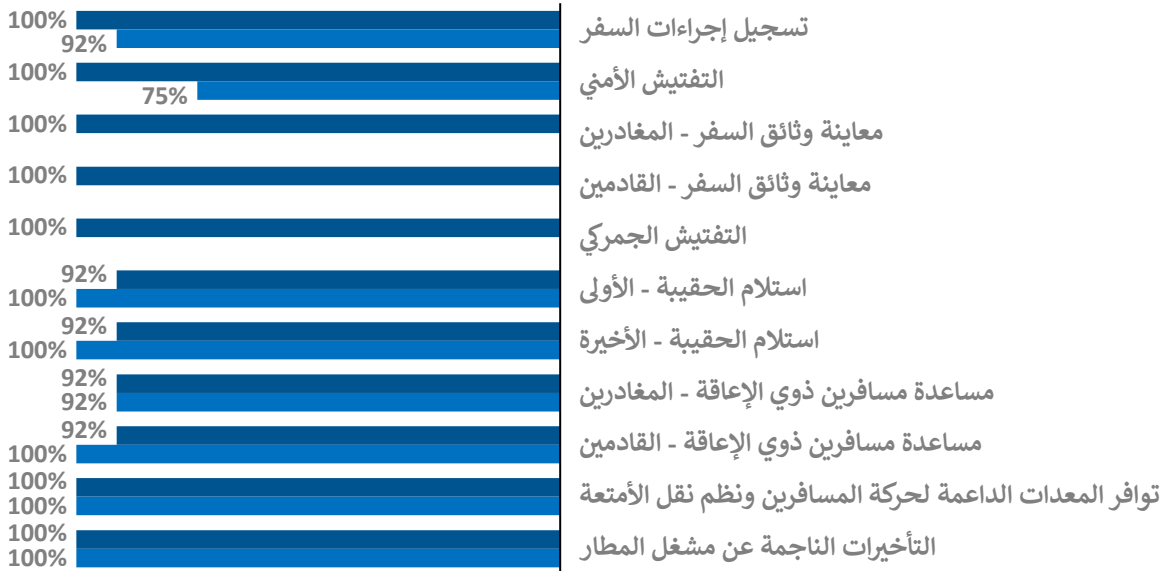 تسجيل إجراءات السفر
100%
92%
التفتيش الأمني
100%
75%
معاينة وثائق السفر - المغادرين
100%
معاينة وثائق السفر - القادمين
100%
التفتيش الجمركي
100%
استلام الحقيبة - الأولى
92%
100%
استلام الحقيبة - الأخيرة
92%
100%
مساعدة مسافرين ذوي الإعاقة - المغادرين
92%
92%
مساعدة مسافرين ذوي الإعاقة - القادمين
92%
100%
توافر المعدات الداعمة لحركة المسافرين ونظم نقل الأمتعة
100%
100%
التأخيرات الناجمة عن مشغل المطار
100%
100%